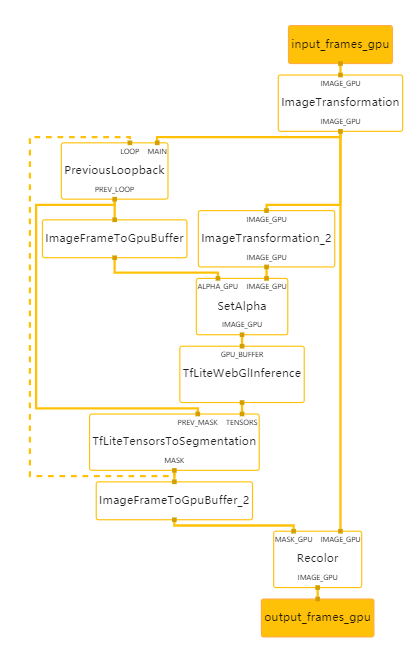 input_frames_gpu
IMAGE_GPU
ImageTransformation
IMAGE_GPU
LOOP MAIN
PreviousLoopback
PREV_LOOP
ImageFrameToGpuBuffer
IMAGE_GPU
ImageTransformation_2
IMAGE_GPU
ALPHA_GPU IMAGE_GPU
SetAlpha
IMAGE_GPU
GPU_BUFFER
TfLiteWebGlInference
PREV_MASK TENSORS
TfLiteTensorsToSegmentation
MASK
ImageFrameToGpuBuffer_2
MASK_GPU IMAGE_GPU
Recolor
IMAGE_GPU
output_frames_gpu